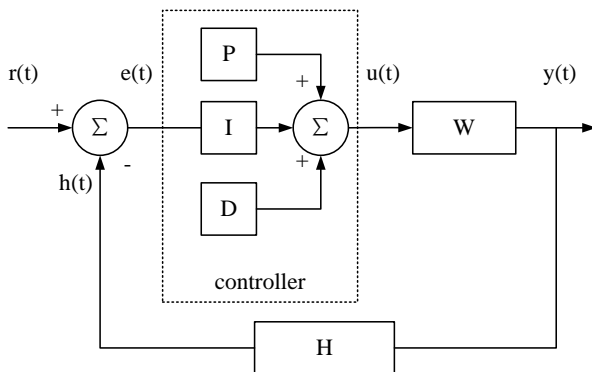 P
r(t)
e(t)
u(t)
y(t)
+
+
Σ
I
Σ
W
h(t)
-
+
D
controller
H